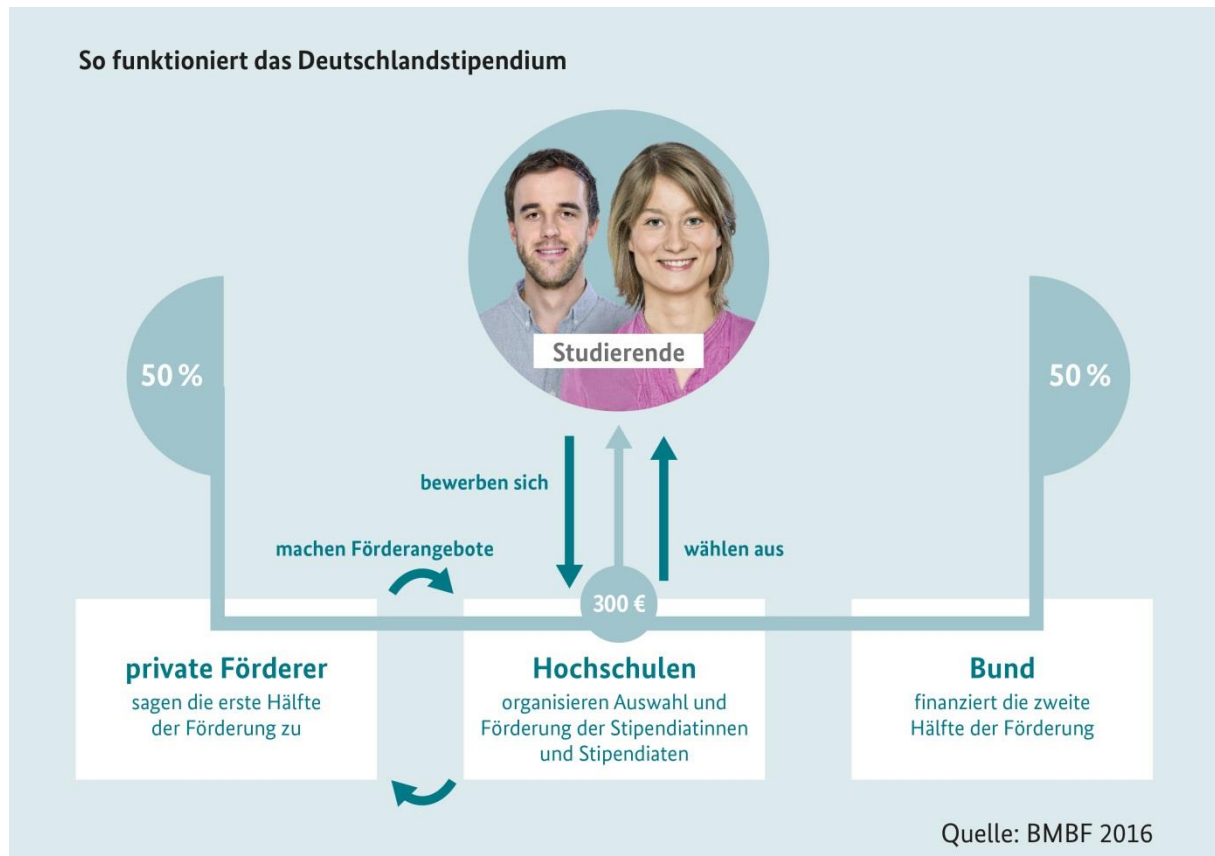 So funktioniert das Deutschlandstipendium
Studierende
50 %
50 %
bewerben sich
machen Förderangebote
wählen aus
300 €
private Förderer
sagen die erste Hälfte
der Förderung zu
Hochschulen
organisieren Auswahl und
Förderung der Stipendiatinnen
und Stipendiaten
Bund
finanziert die zweite
Hälfte der Förderung
Quelle: BMBF 2016